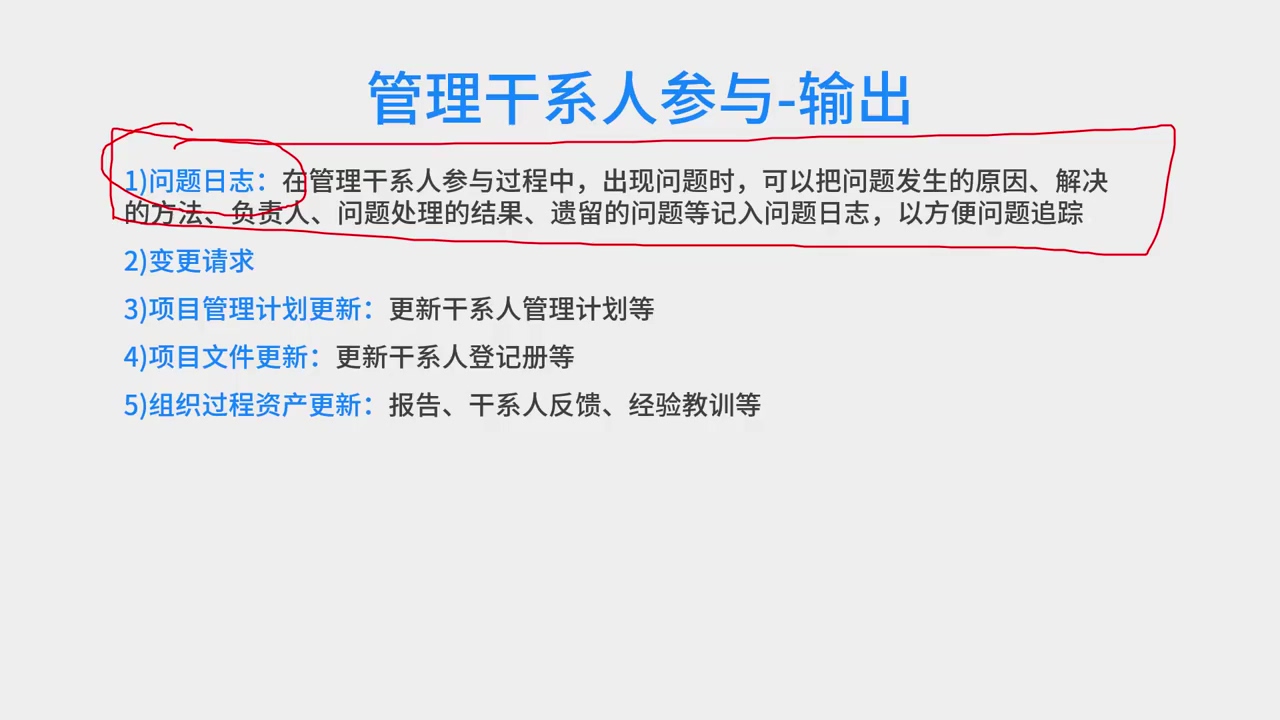 管理干系人参与-输出
1)问题日志：在管理干系人参与过程中，出现问题时，可以把问题发生的原因、解决
的方法、负责人、问题处理的结果、遗留的问题等记入问题日志，以方便问题追踪
2)变更请求
3)项目管理计划更新：更新干系人管理计划等
4)项目文件更新：更新干系人登记册等
5)组织过程资产更新：报告、干系人反馈、经验教训等